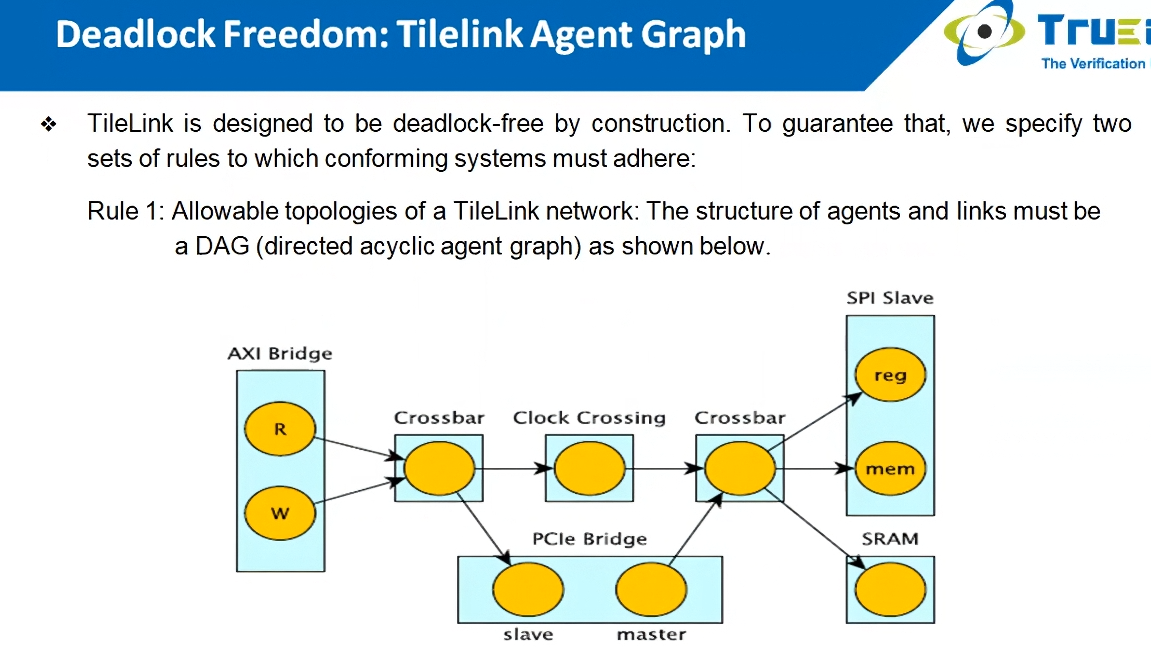 Deadlock Freedom: Tilelink Agent Graph
The Verification
❖ TileLink is designed to be deadlock-free by construction. To guarantee that, we specify two
sets of rules to which conforming systems must adhere:
Rule 1: Allowable topologies of a TileLink network: The structure of agents and links must be
a DAG (directed acyclic agent graph) as shown below.
SPI Slave
AXI Bridge
reg
Crossbar
Clock Crossing
Crossbar
R
mem
W
PCIe Bridge
SRAM
slave
master